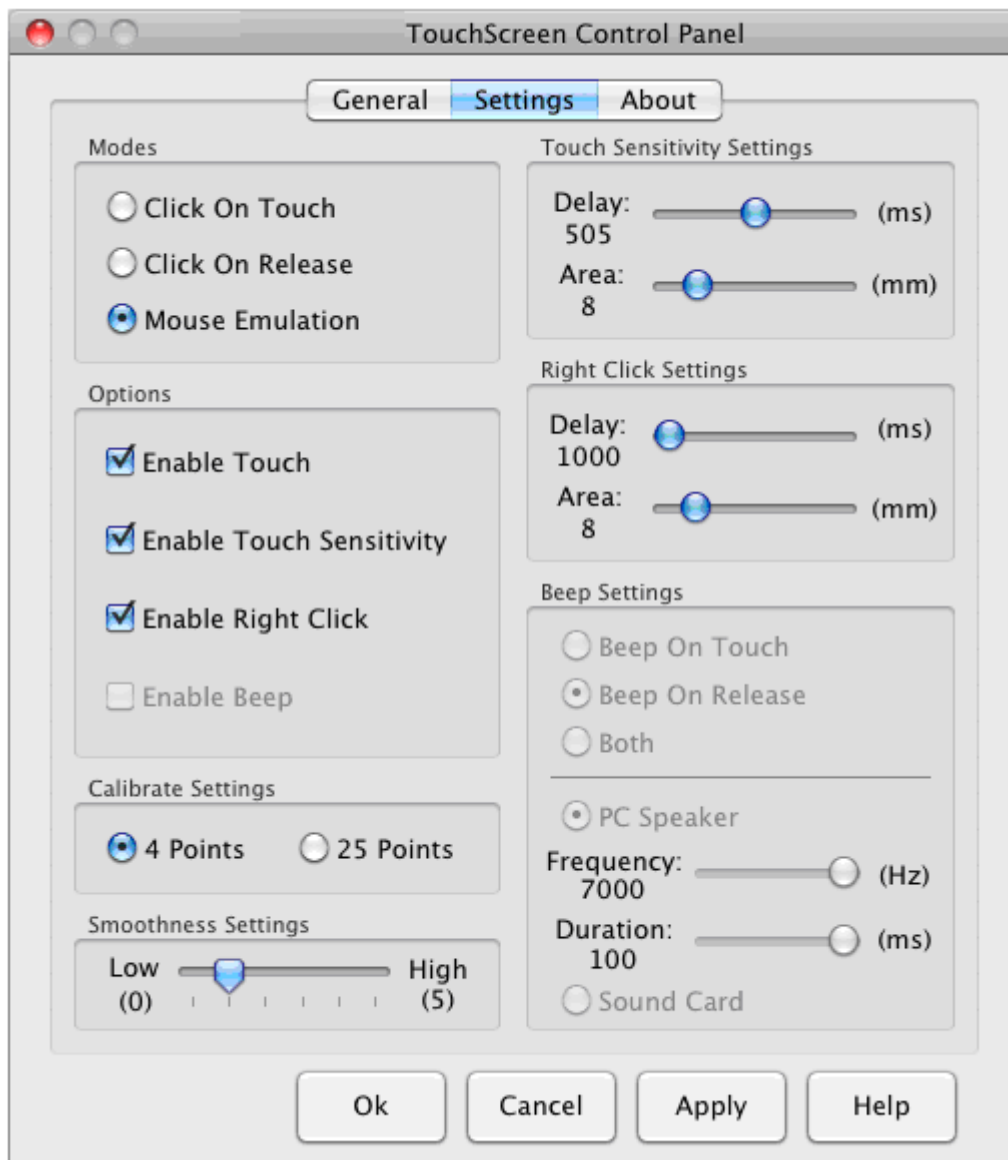 TouchScreen Control Panel
General Settings About
Modes
Click On Touch
Click On Release
Mouse Emulation
Options
Enable Touch
Enable Touch Sensitivity
Enable Right Click
Enable Beep
Calibrate Settings
4 Points 25 Points
Smoothness Settings
Low High
(0) (5)
Touch Sensitivity Settings
Delay: (ms)
505
Area: (mm)
8
Right Click Settings
Delay: (ms)
1000
Area: (mm)
8
Beep Settings
Beep On Touch
Beep On Release
Both
PC Speaker
Frequency: (Hz)
7000
Duration: (ms)
100
Sound Card
Ok Cancel Apply Help